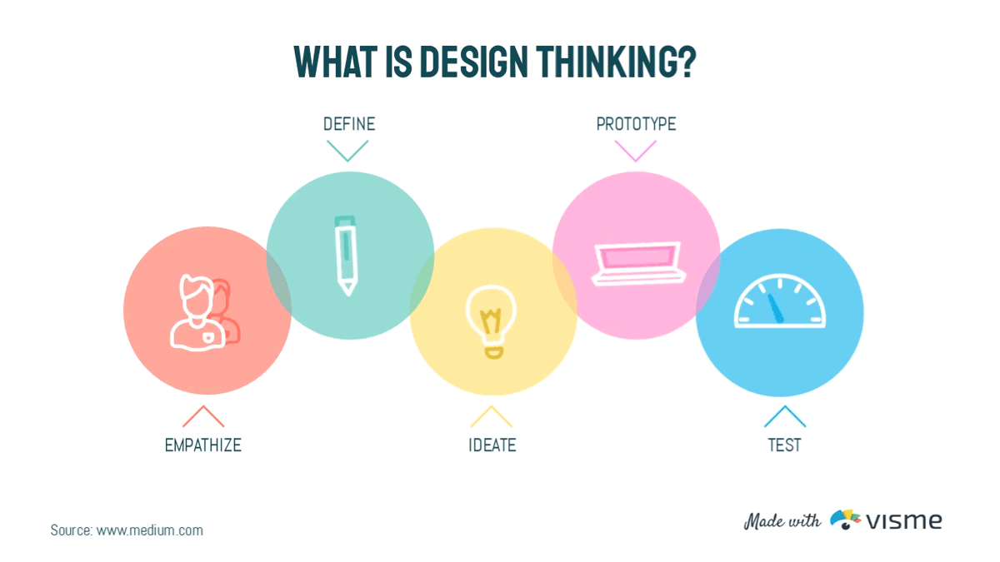 WHAT IS DESIGN THINKING?
DEFINE
PROTOTYPE
EMPATHIZE
IDEATE
TEST
Source: www.medium.com
Made with visme